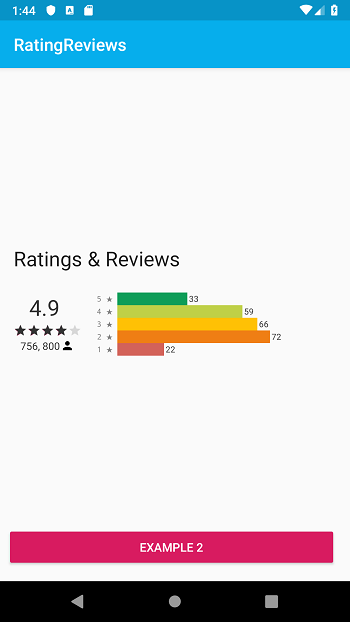 1:44
RatingReviews
Ratings & Reviews
4.9
756, 800
5 ★ 33
4 ★ 59
3 ★ 66
2 ★ 72
1 ★ 22
EXAMPLE 2